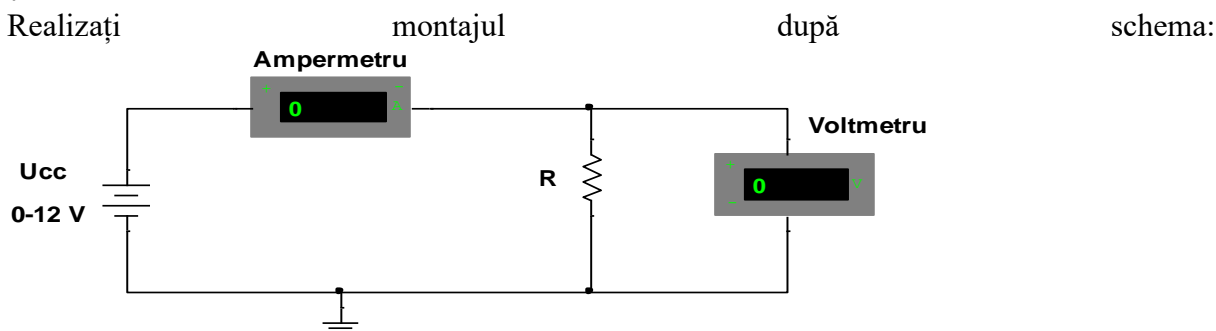 Realizați montajul după schema:
Ampermetru
+ −
0 A
Voltmetru
Ucc
R
+
0 V
−
0-12 V